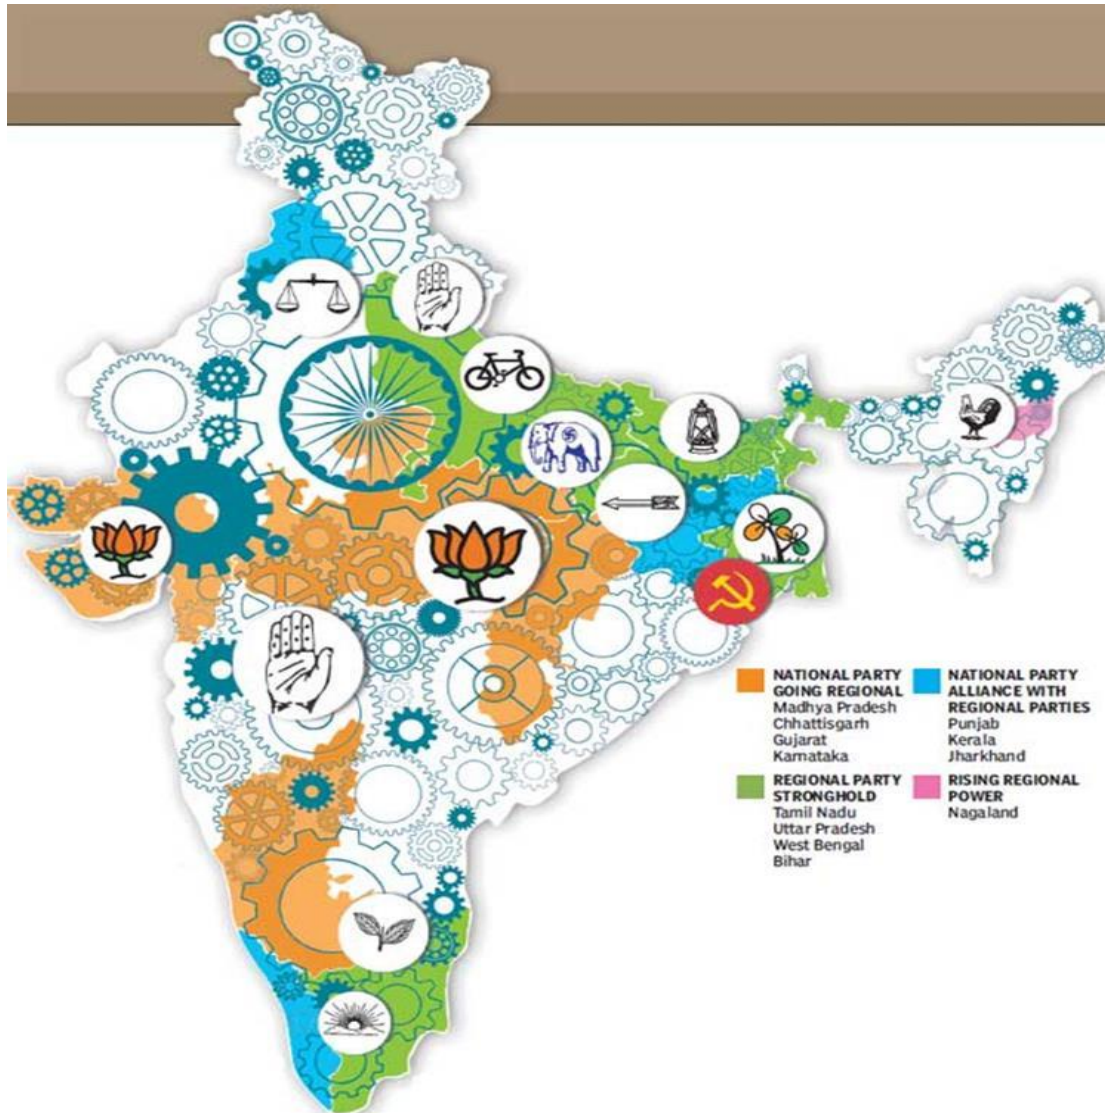 NATIONAL PARTY
GOING REGIONAL
Madhya Pradesh
Chhattisgarh
Gujarat
Karnataka
NATIONAL PARTY
ALLIANCE WITH
REGIONAL PARTIES
Punjab
Kerala
Jharkhand
REGIONAL PARTY
STRONGHOLD
Tamil Nadu
Uttar Pradesh
West Bengal
Bihar
RISING REGIONAL
POWER
Nagaland